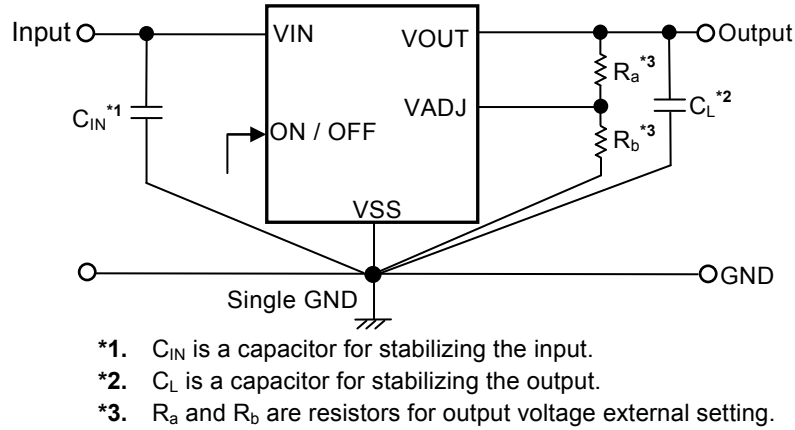 Input VIN VOUT Output
Ra*3
CIN*1 VADJ CL*2
ON / OFF Rb*3
VSS
GND
Single GND
*1. CIN is a capacitor for stabilizing the input.
*2. CL is a capacitor for stabilizing the output.
*3. Ra and Rb are resistors for output voltage external setting.